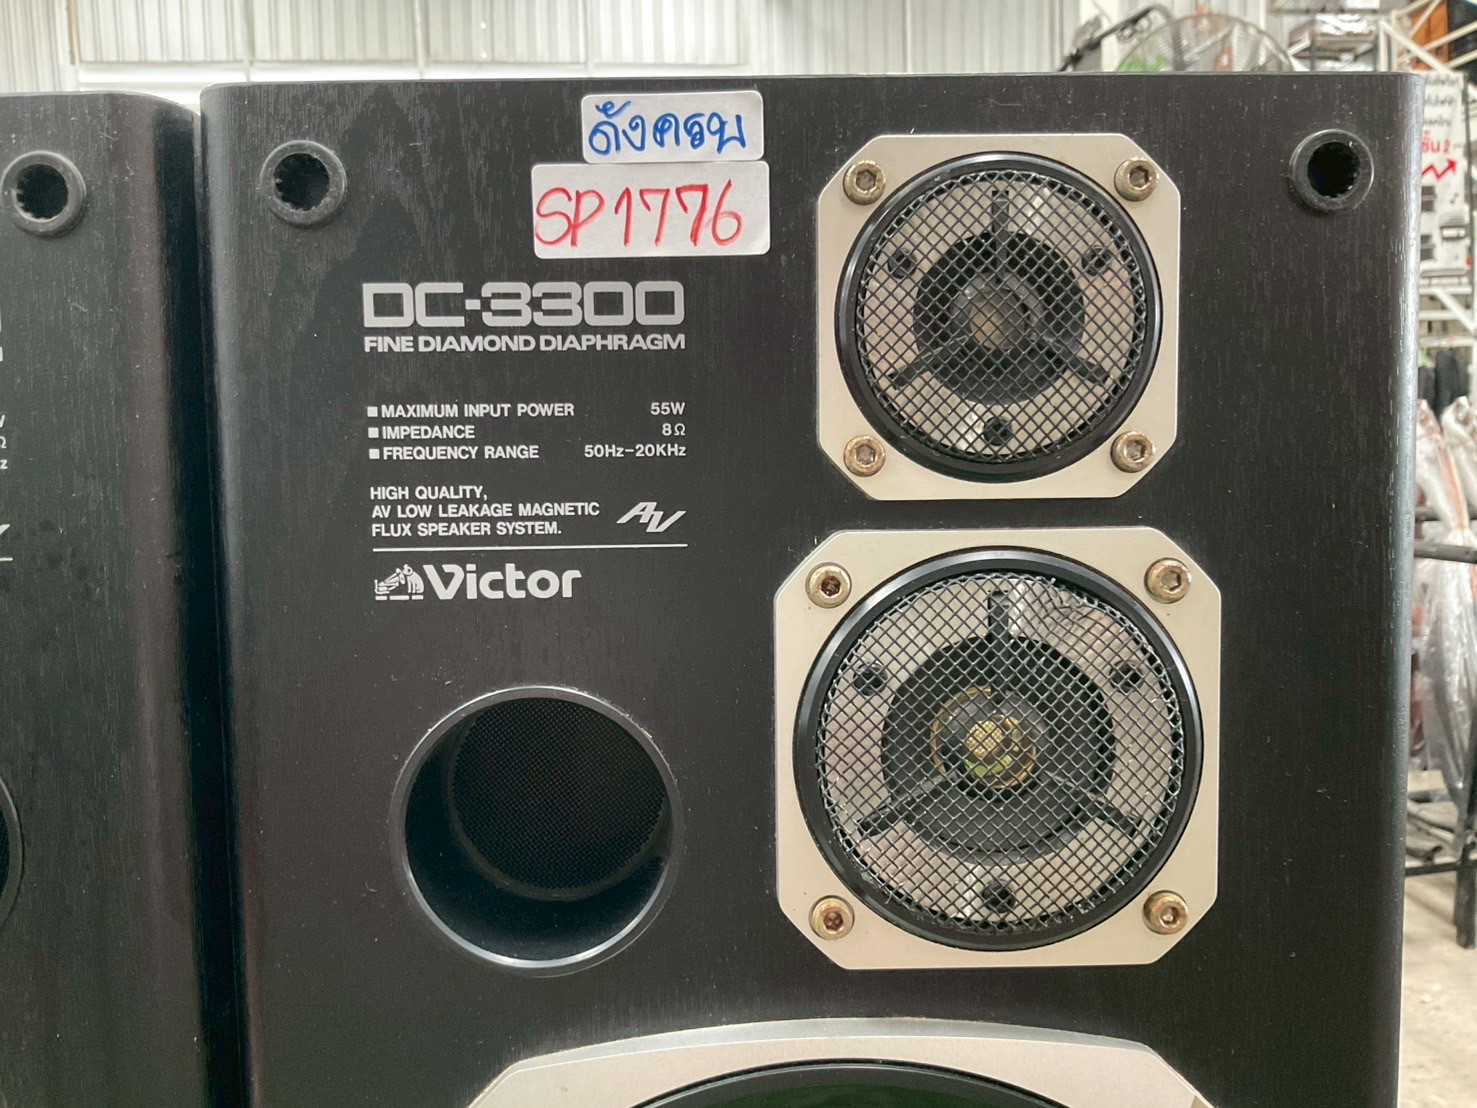 ดังครบ
SP1776
DC-3300
FINE DIAMOND DIAPHRAGM
■ MAXIMUM INPUT POWER 55W
■ IMPEDANCE 8Ω
■ FREQUENCY RANGE 50Hz-20KHz
HIGH QUALITY,
AV LOW LEAKAGE MAGNETIC
FLUX SPEAKER SYSTEM.
AV
Victor